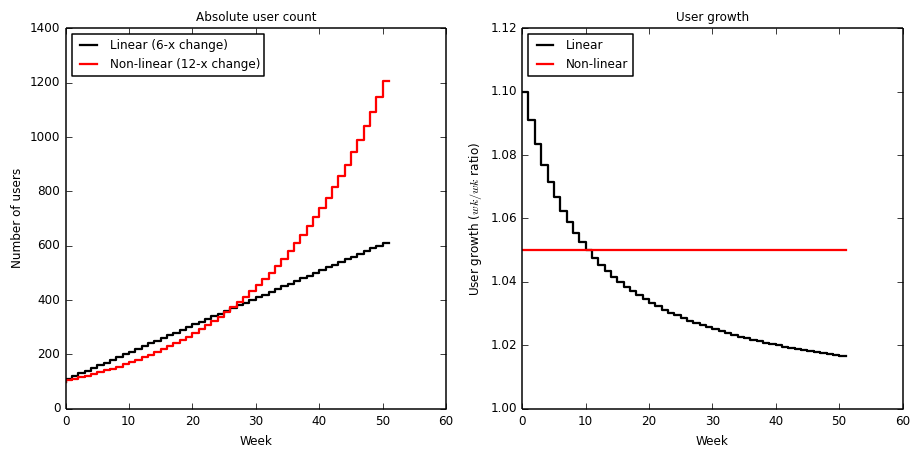 Absolute user count
Linear (6-x change)
Non-linear (12-x change)
Number of users
1400
1200
1000
800
600
400
200
0
0 10 20 30 40 50 60
Week
User growth
Linear
Non-linear
User growth (wk/wk ratio)
1.12
1.10
1.08
1.06
1.04
1.02
1.00
0 10 20 30 40 50 60
Week